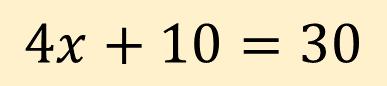 4x + 10 = 30